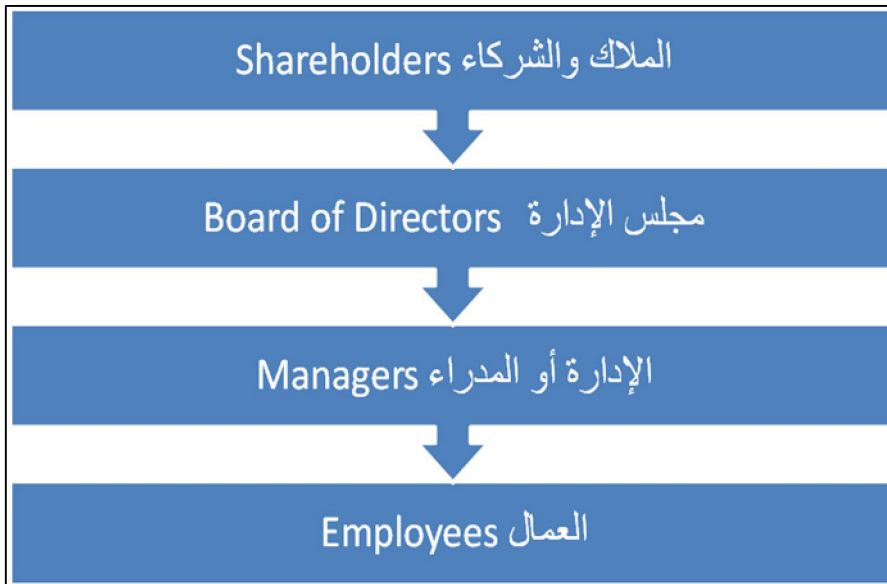 الملاك والشركاء Shareholders
مجلس الإدارة Board of Directors
الإدارة أو المدراء Managers
العمال Employees